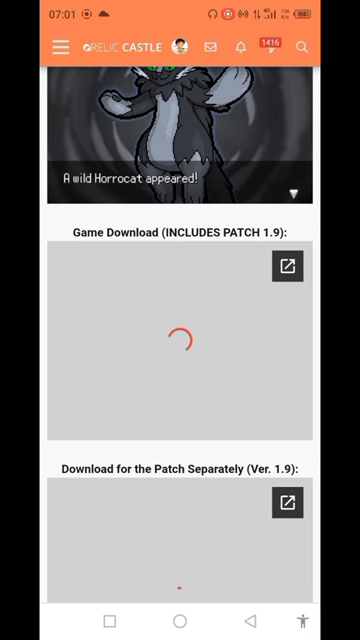 07:01
RELIC CASTLE
1416
A wild Horrocat appeared!
Game Download (INCLUDES PATCH 1.9):
Download for the Patch Separately (Ver. 1.9):